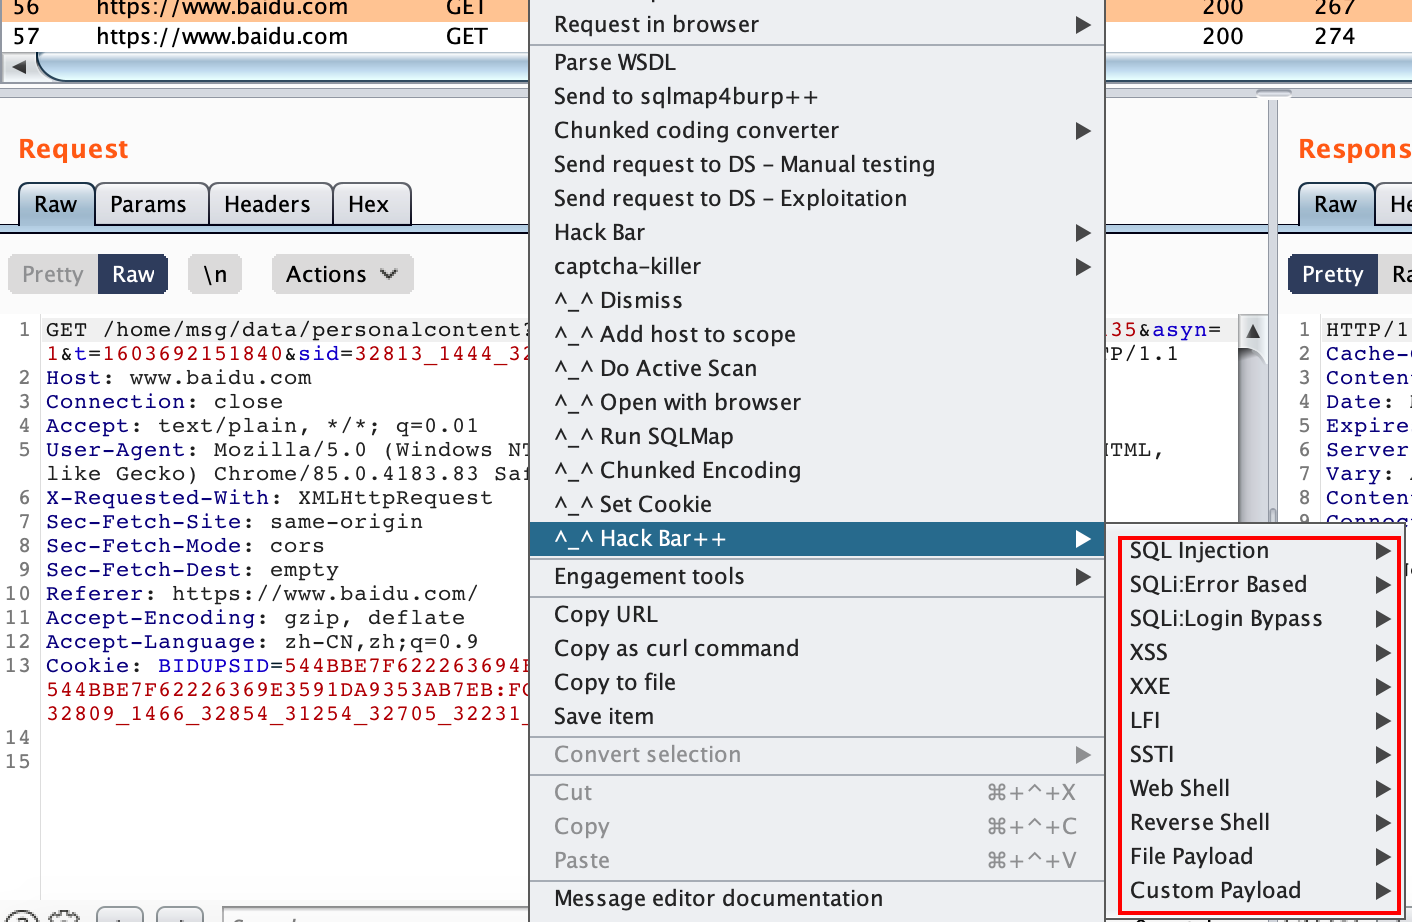 56 https://www.baidu.com GET 200 267
57 https://www.baidu.com GET 200 274
Request
Raw Params Headers Hex
Pretty Raw \n Actions
1 GET /home/msg/data/personalcontent? 35&asyn=
1&t=1603692151840&sid=32813_1444_32 TP/1.1
2 Host: www.baidu.com
3 Connection: close
4 Accept: text/plain, */*; q=0.01
5 User-Agent: Mozilla/5.0 (Windows NT HTML,
like Gecko) Chrome/85.0.4183.83 Saf
6 X-Requested-With: XMLHttpRequest
7 Sec-Fetch-Site: same-origin
8 Sec-Fetch-Mode: cors
9 Sec-Fetch-Dest: empty
10 Referer: https://www.baidu.com/
11 Accept-Encoding: gzip, deflate
12 Accept-Language: zh-CN,zh;q=0.9
13 Cookie: BIDUPSID=544BBE7F622263694
544BBE7F62226369E3591DA9353AB7EB:F
32809_1466_32854_31254_32705_32231_
14
15
Request in browser
Parse WSDL
Send to sqlmap4burp++
Chunked coding converter
Send request to DS - Manual testing
Send request to DS - Exploitation
Hack Bar
captcha-killer
^_^ Dismiss
^_^ Add host to scope
^_^ Do Active Scan
^_^ Open with browser
^_^ Run SQLMap
^_^ Chunked Encoding
^_^ Set Cookie
^_^ Hack Bar++
Engagement tools
Copy URL
Copy as curl command
Copy to file
Save item
Convert selection
Cut ⌘+^+X
Copy ⌘+^+C
Paste ⌘+^+V
Message editor documentation
SQL Injection
SQLi:Error Based
SQLi:Login Bypass
XSS
XXE
LFI
SSTI
Web Shell
Reverse Shell
File Payload
Custom Payload
Respons
Raw He
Pretty Ra
1 HTTP/1
2 Cache-
3 Conten
4 Date:
5 Expire
6 Server
7 Vary:
8 Conten
9